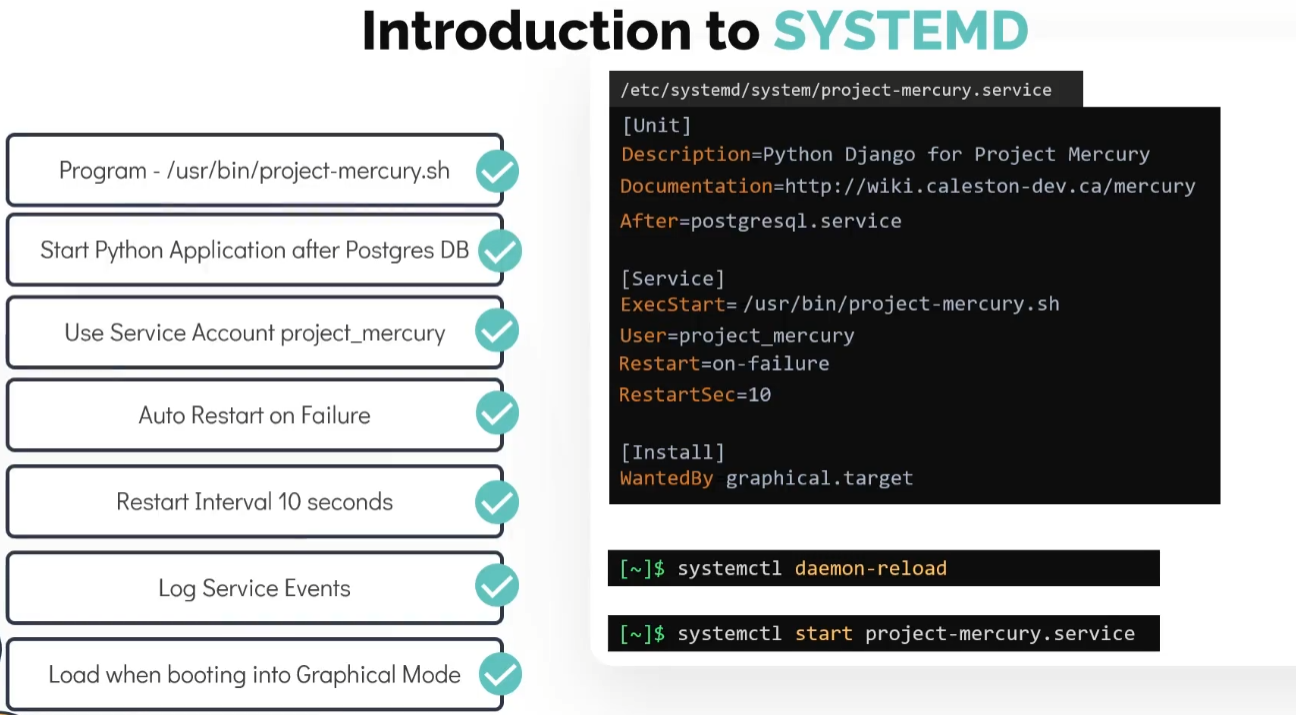 Introduction to SYSTEMD
Program - /usr/bin/project-mercury.sh
Start Python Application after Postgres DB
Use Service Account project_mercury
Auto Restart on Failure
Restart Interval 10 seconds
Log Service Events
Load when booting into Graphical Mode
/etc/systemd/system/project-mercury.service
[Unit]
Description=Python Django for Project Mercury
Documentation=http://wiki.caleston-dev.ca/mercury
After=postgresql.service
[Service]
ExecStart= /usr/bin/project-mercury.sh
User=project_mercury
Restart=on-failure
RestartSec=10
[Install]
WantedBy graphical.target
[~]$ systemctl daemon-reload
[~]$ systemctl start project-mercury.service